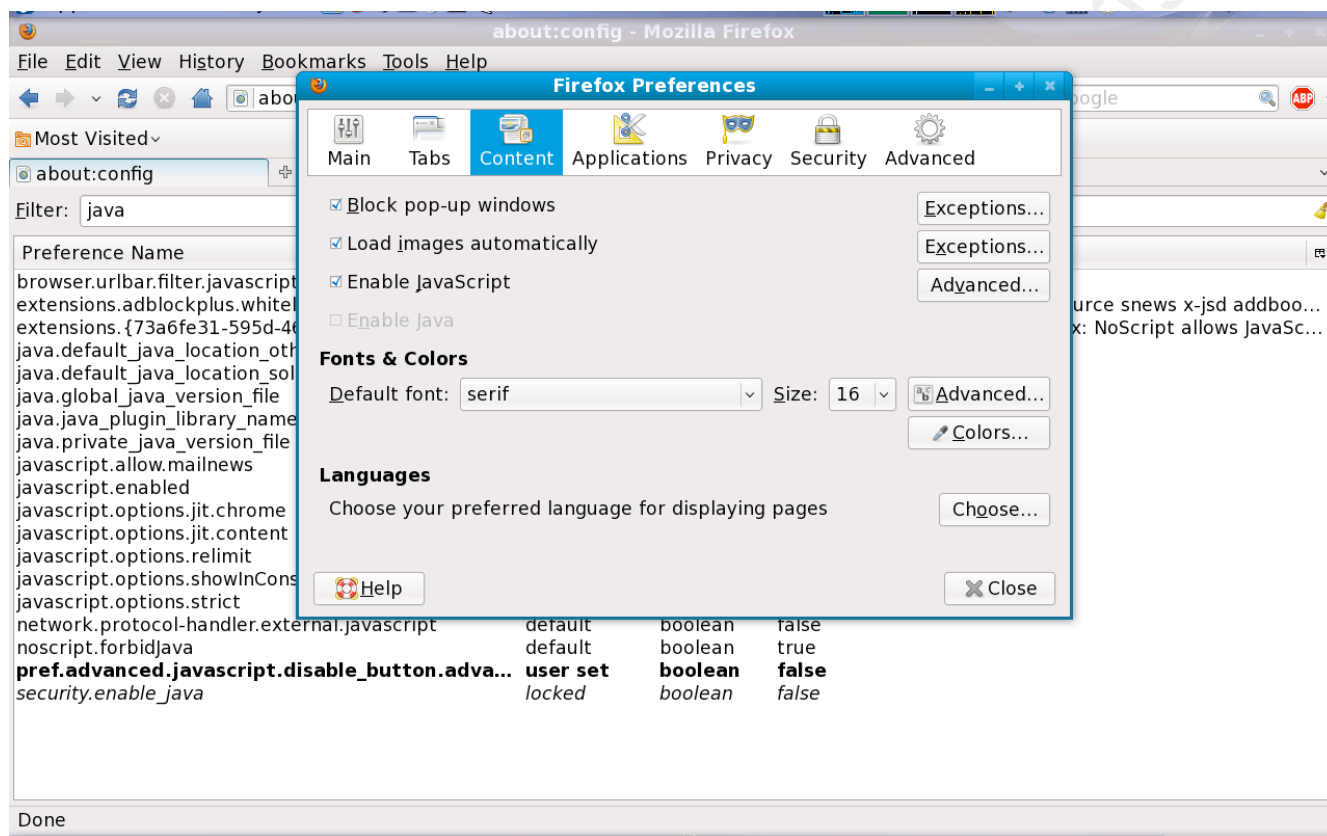 about:config - Mozilla Firefox
File Edit View History Bookmarks Tools Help
Firefox Preferences
ABP
Most Visited
Main Tabs Content Applications Privacy Security Advanced
about:config
Filter: java
Block pop-up windows Exceptions...
Load images automatically Exceptions...
Enable JavaScript Advanced...
Enable Java
Fonts & Colors
Default font: serif Size: 16 Advanced...
Colors...
Languages
Choose your preferred language for displaying pages Choose...
Help Close
Preference Name
browser.urlbar.filter.javascript
extensions.adblockplus.whitel urce snews x-jsd addboo...
extensions.{73a6fe31-595d-46 x: NoScript allows JavaSc...
java.default_java_location_oth
java.default_java_location_sol
java.global_java_version_file
java.java_plugin_library_name
java.private_java_version_file
javascript.allow.mailnews
javascript.enabled
javascript.options.jit.chrome
javascript.options.jit.content
javascript.options.relimit
javascript.options.showInCons
javascript.options.strict
network.protocol-handler.external.javascript default boolean false
noscript.forbidJava default boolean true
pref.advanced.javascript.disable_button.adva... user set boolean false
security.enable_java locked boolean false
Done